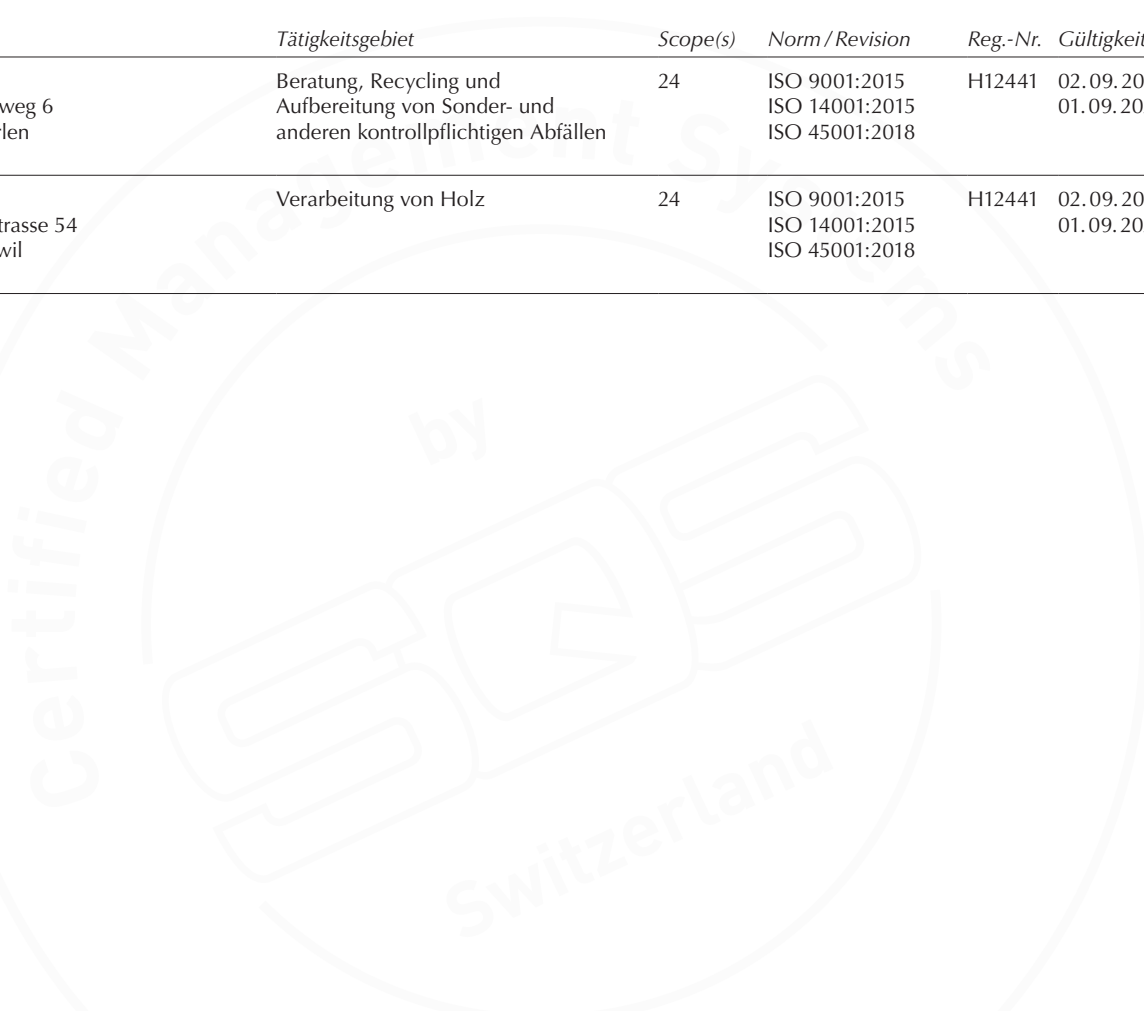 Tätigkeitsgebiet Scope(s) Norm / Revision Reg.-Nr. Gültigkeit
Beratung, Recycling und 24 ISO 9001:2015 H12441 02.09.20
weg 6 Aufbereitung von Sonder- und ISO 14001:2015 01.09.20
len anderen kontrollpflichtigen Abfällen ISO 45001:2018
Verarbeitung von Holz 24 ISO 9001:2015 H12441 02.09.20
trasse 54 ISO 14001:2015 01.09.20
wil ISO 45001:2018
Certified Management Systems
by
SQS
Switzerland